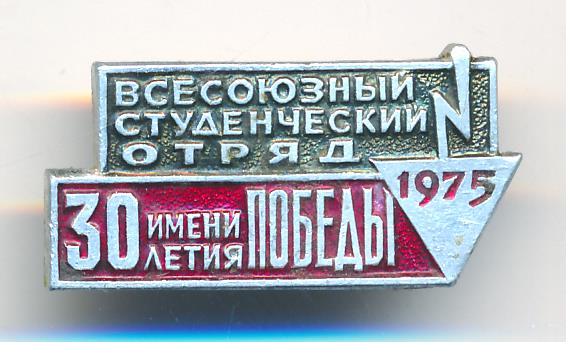 ВСЕСОЮЗНЫЙ
СТУДЕНЧЕСКИЙ
ОТРЯД
1975
30 ИМЕНИ ЛЕТИЯ ПОБЕДЫ